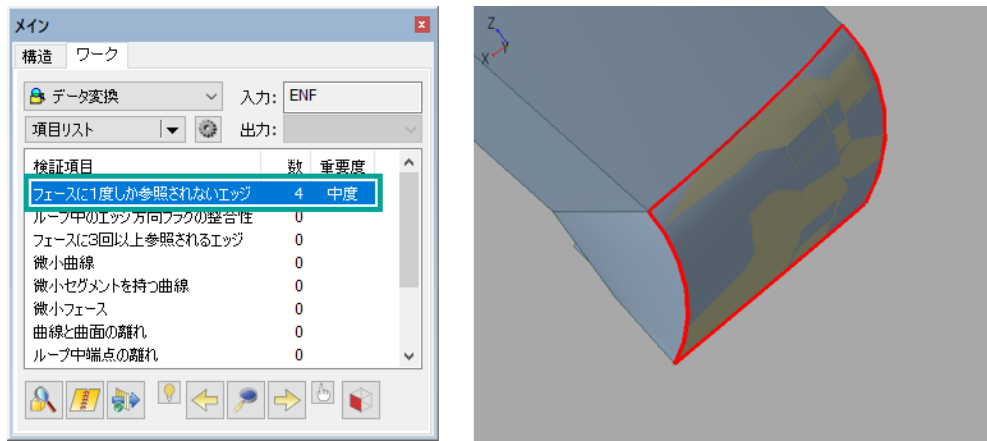 メイン
構造 ワーク
データ変換 入力: ENF
項目リスト 出力:
検証項目 数 重要度
フェースに1度しか参照されないエッジ 4 中度
ループ中のエッジ方向フラグの整合性 0
フェースに3回以上参照されるエッジ 0
微小曲線 0
微小セグメントを持つ曲線 0
微小フェース 0
曲線と曲面の離れ 0
ループ中端点の離れ 0
Z
Y
X